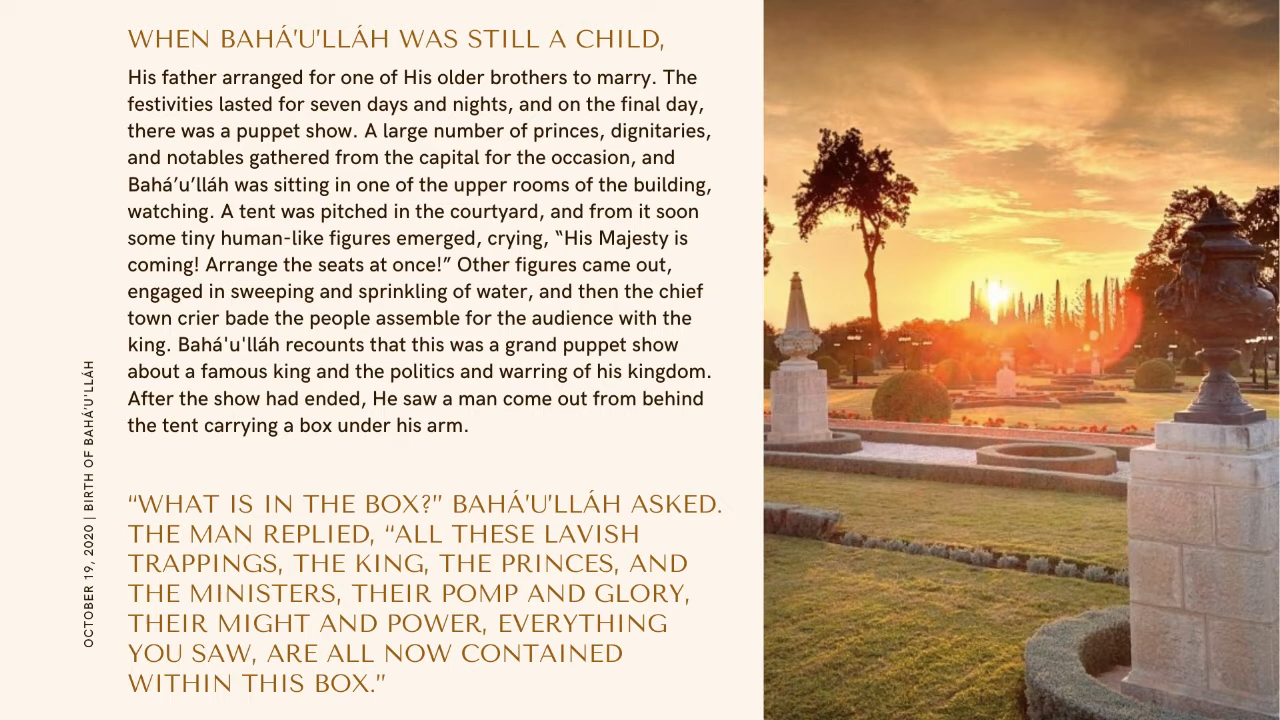 WHEN BAHÁ’U’LLÁH WAS STILL A CHILD,
His father arranged for one of His older brothers to marry. The
festivities lasted for seven days and nights, and on the final day,
there was a puppet show. A large number of princes, dignitaries,
and notables gathered from the capital for the occasion, and
Bahá’u’lláh was sitting in one of the upper rooms of the building,
watching. A tent was pitched in the courtyard, and from it soon
some tiny human-like figures emerged, crying, “His Majesty is
coming! Arrange the seats at once!” Other figures came out,
engaged in sweeping and sprinkling of water, and then the chief
town crier bade the people assemble for the audience with the
king. Bahá'u'lláh recounts that this was a grand puppet show
about a famous king and the politics and warring of his kingdom.
After the show had ended, He saw a man come out from behind
the tent carrying a box under his arm.
“WHAT IS IN THE BOX?” BAHÁ’U’LLÁH ASKED.
THE MAN REPLIED, “ALL THESE LAVISH
TRAPPINGS, THE KING, THE PRINCES, AND
THE MINISTERS, THEIR POMP AND GLORY,
THEIR MIGHT AND POWER, EVERYTHING
YOU SAW, ARE ALL NOW CONTAINED
WITHIN THIS BOX.”
OCTOBER 19, 2020 | BIRTH OF BAHÁ'U'LLÁH